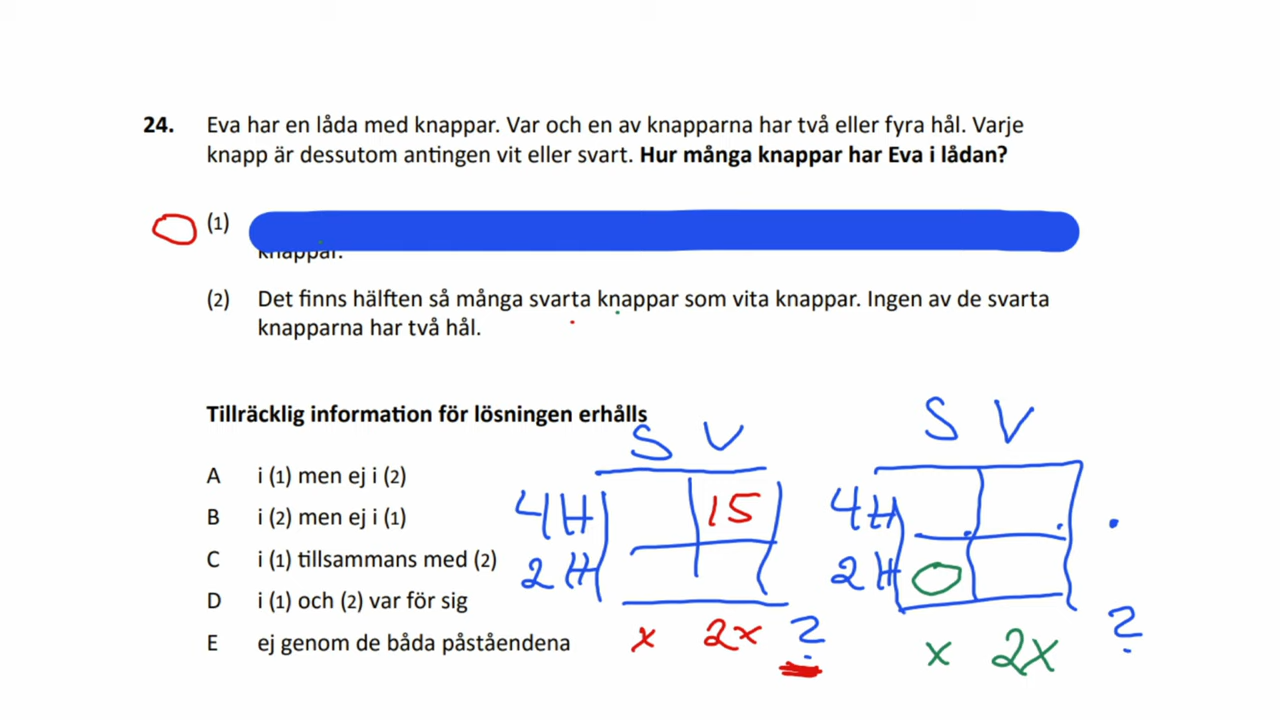 24. Eva har en låda med knappar. Var och en av knapparna har två eller fyra hål. Varje
knapp är dessutom antingen vit eller svart. Hur många knappar har Eva i lådan?
(1)
knappar.
(2) Det finns hälften så många svarta knappar som vita knappar. Ingen av de svarta
knapparna har två hål.
Tillräcklig information för lösningen erhålls
A i (1) men ej i (2)
B i (2) men ej i (1)
C i (1) tillsammans med (2)
D i (1) och (2) var för sig
E ej genom de båda påståendena
S V
4H 15
2H
x 2x ?
S V
4H
2H 0
x 2x ?